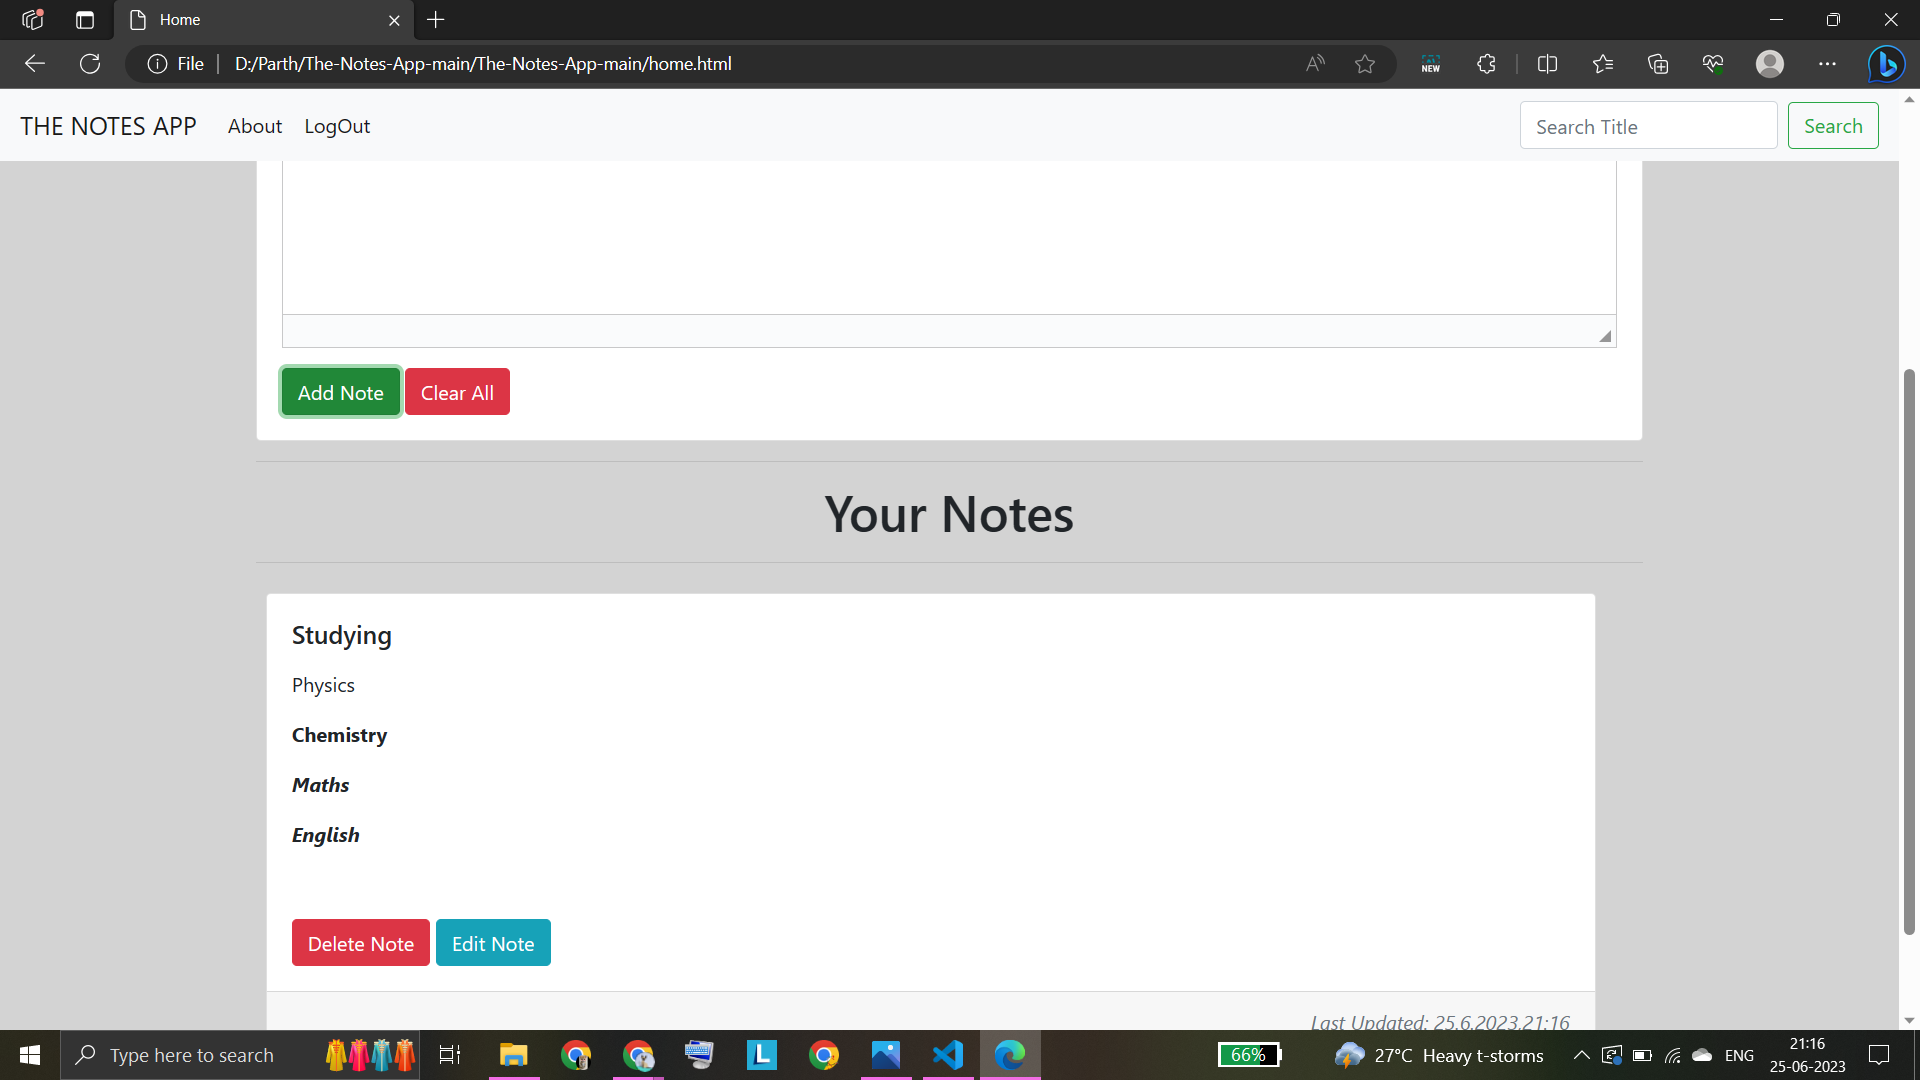 Home
File D:/Parth/The-Notes-App-main/The-Notes-App-main/home.html
NEW
THE NOTES APP About LogOut Search Title Search
Add Note Clear All
Your Notes
Studying
Physics
Chemistry
Maths
English
Delete Note Edit Note
Last Updated: 25.6.2023,21:16
Type here to search
L
66%
27°C Heavy t-storms
ENG
21:16
25-06-2023